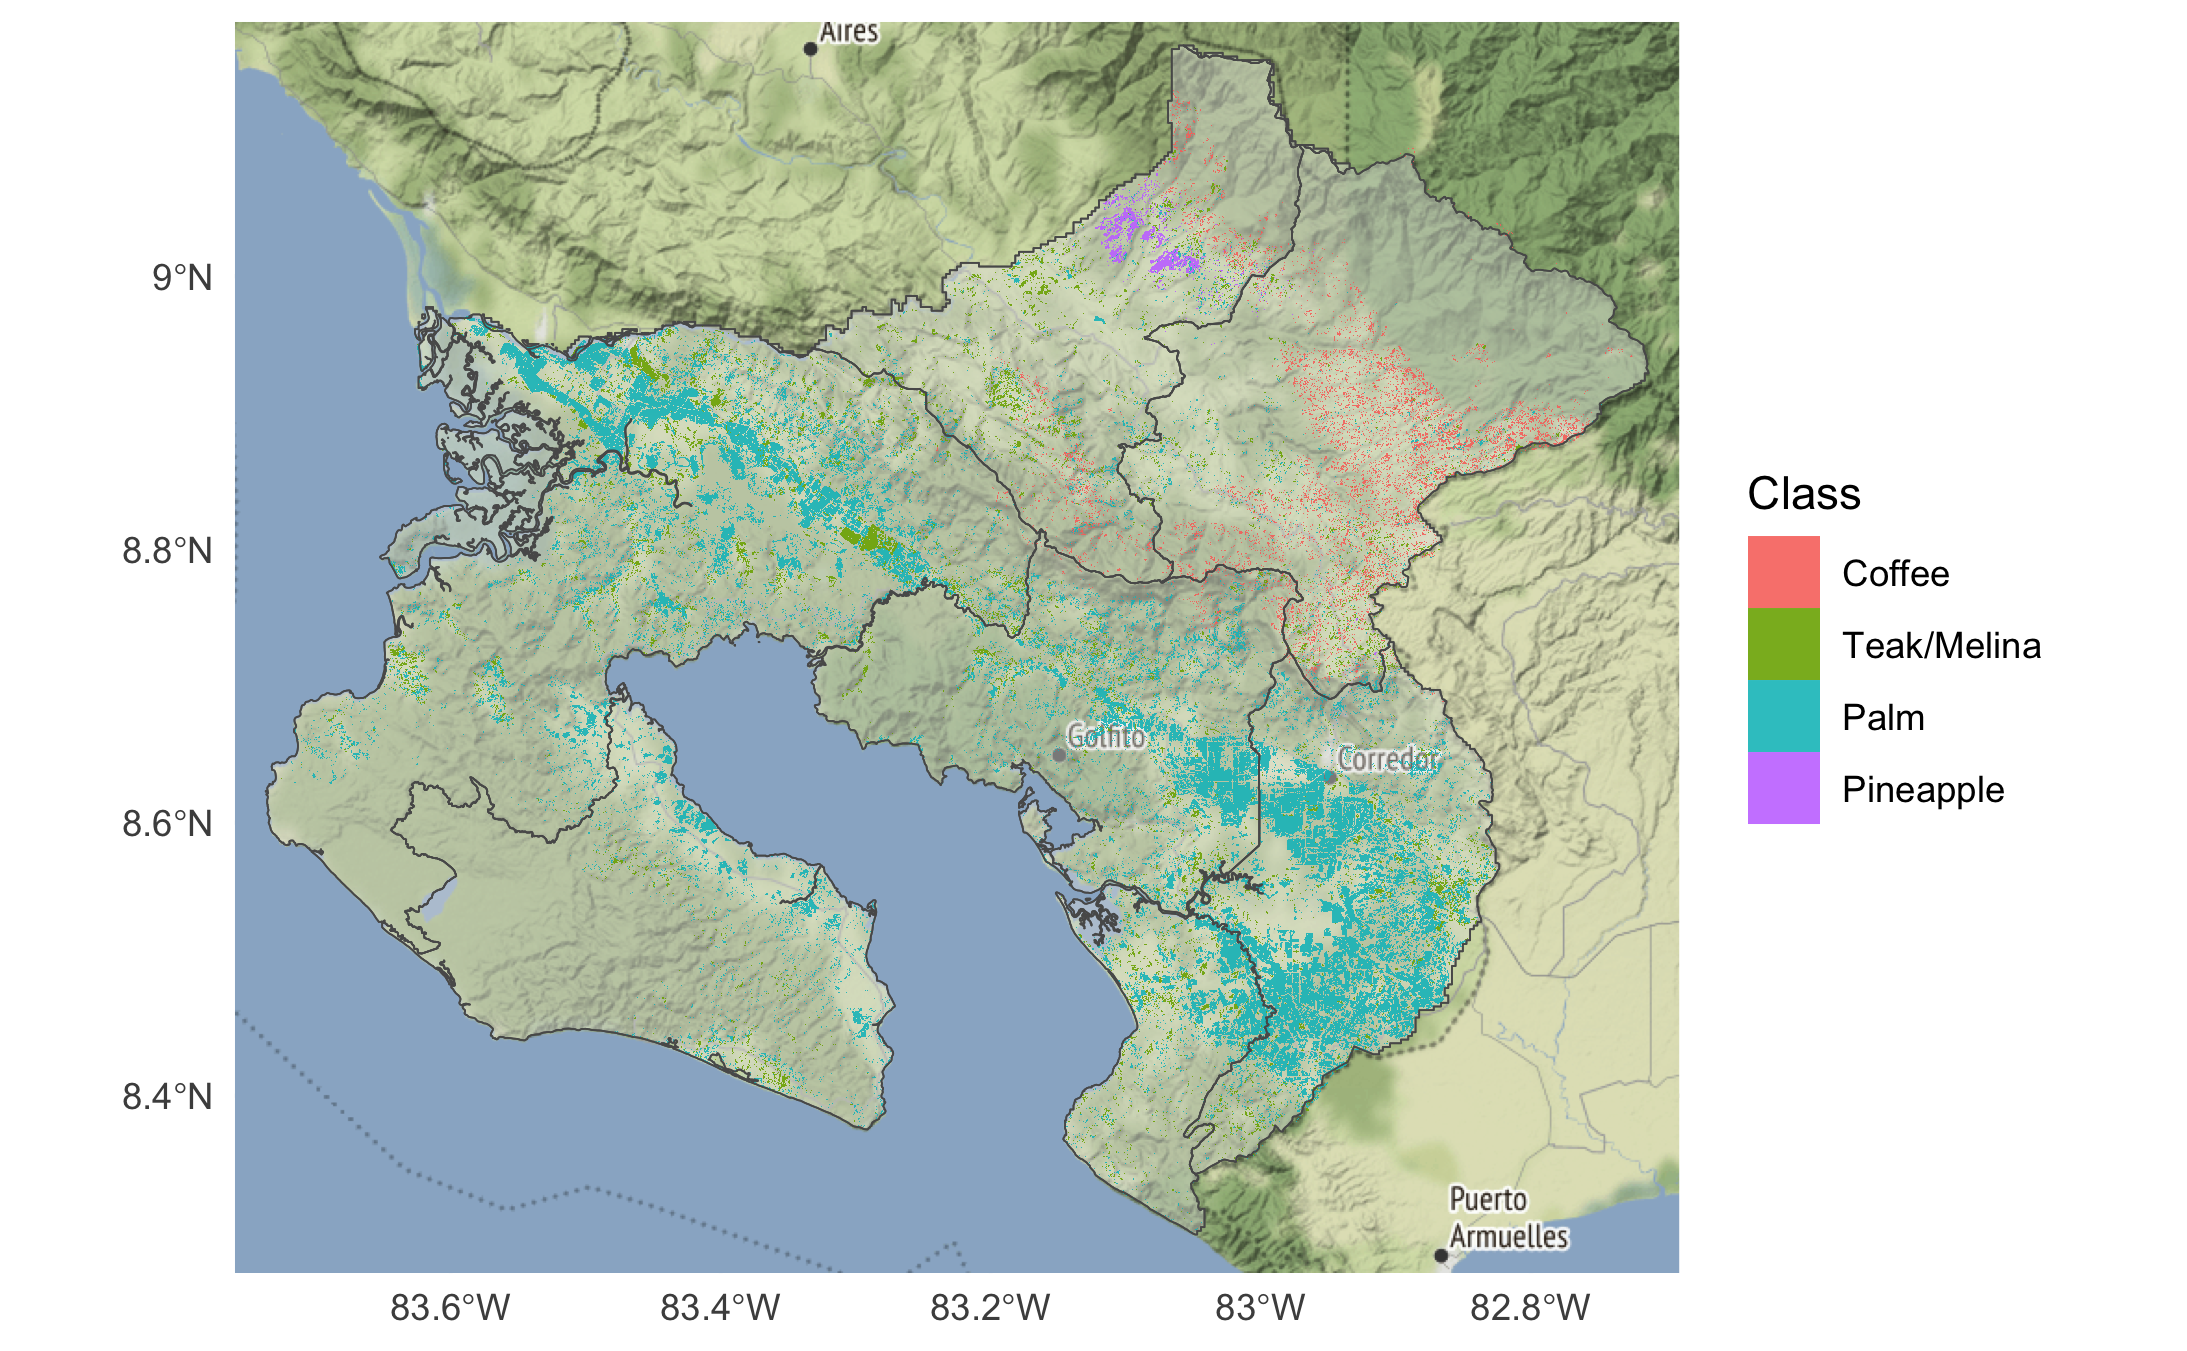 Aires
9°N
8.8°N
8.6°N
8.4°N
Golfito
Corredor
Puerto
Armuelles
83.6°W
83.4°W
83.2°W
83°W
82.8°W
Class
Coffee
Teak/Melina
Palm
Pineapple